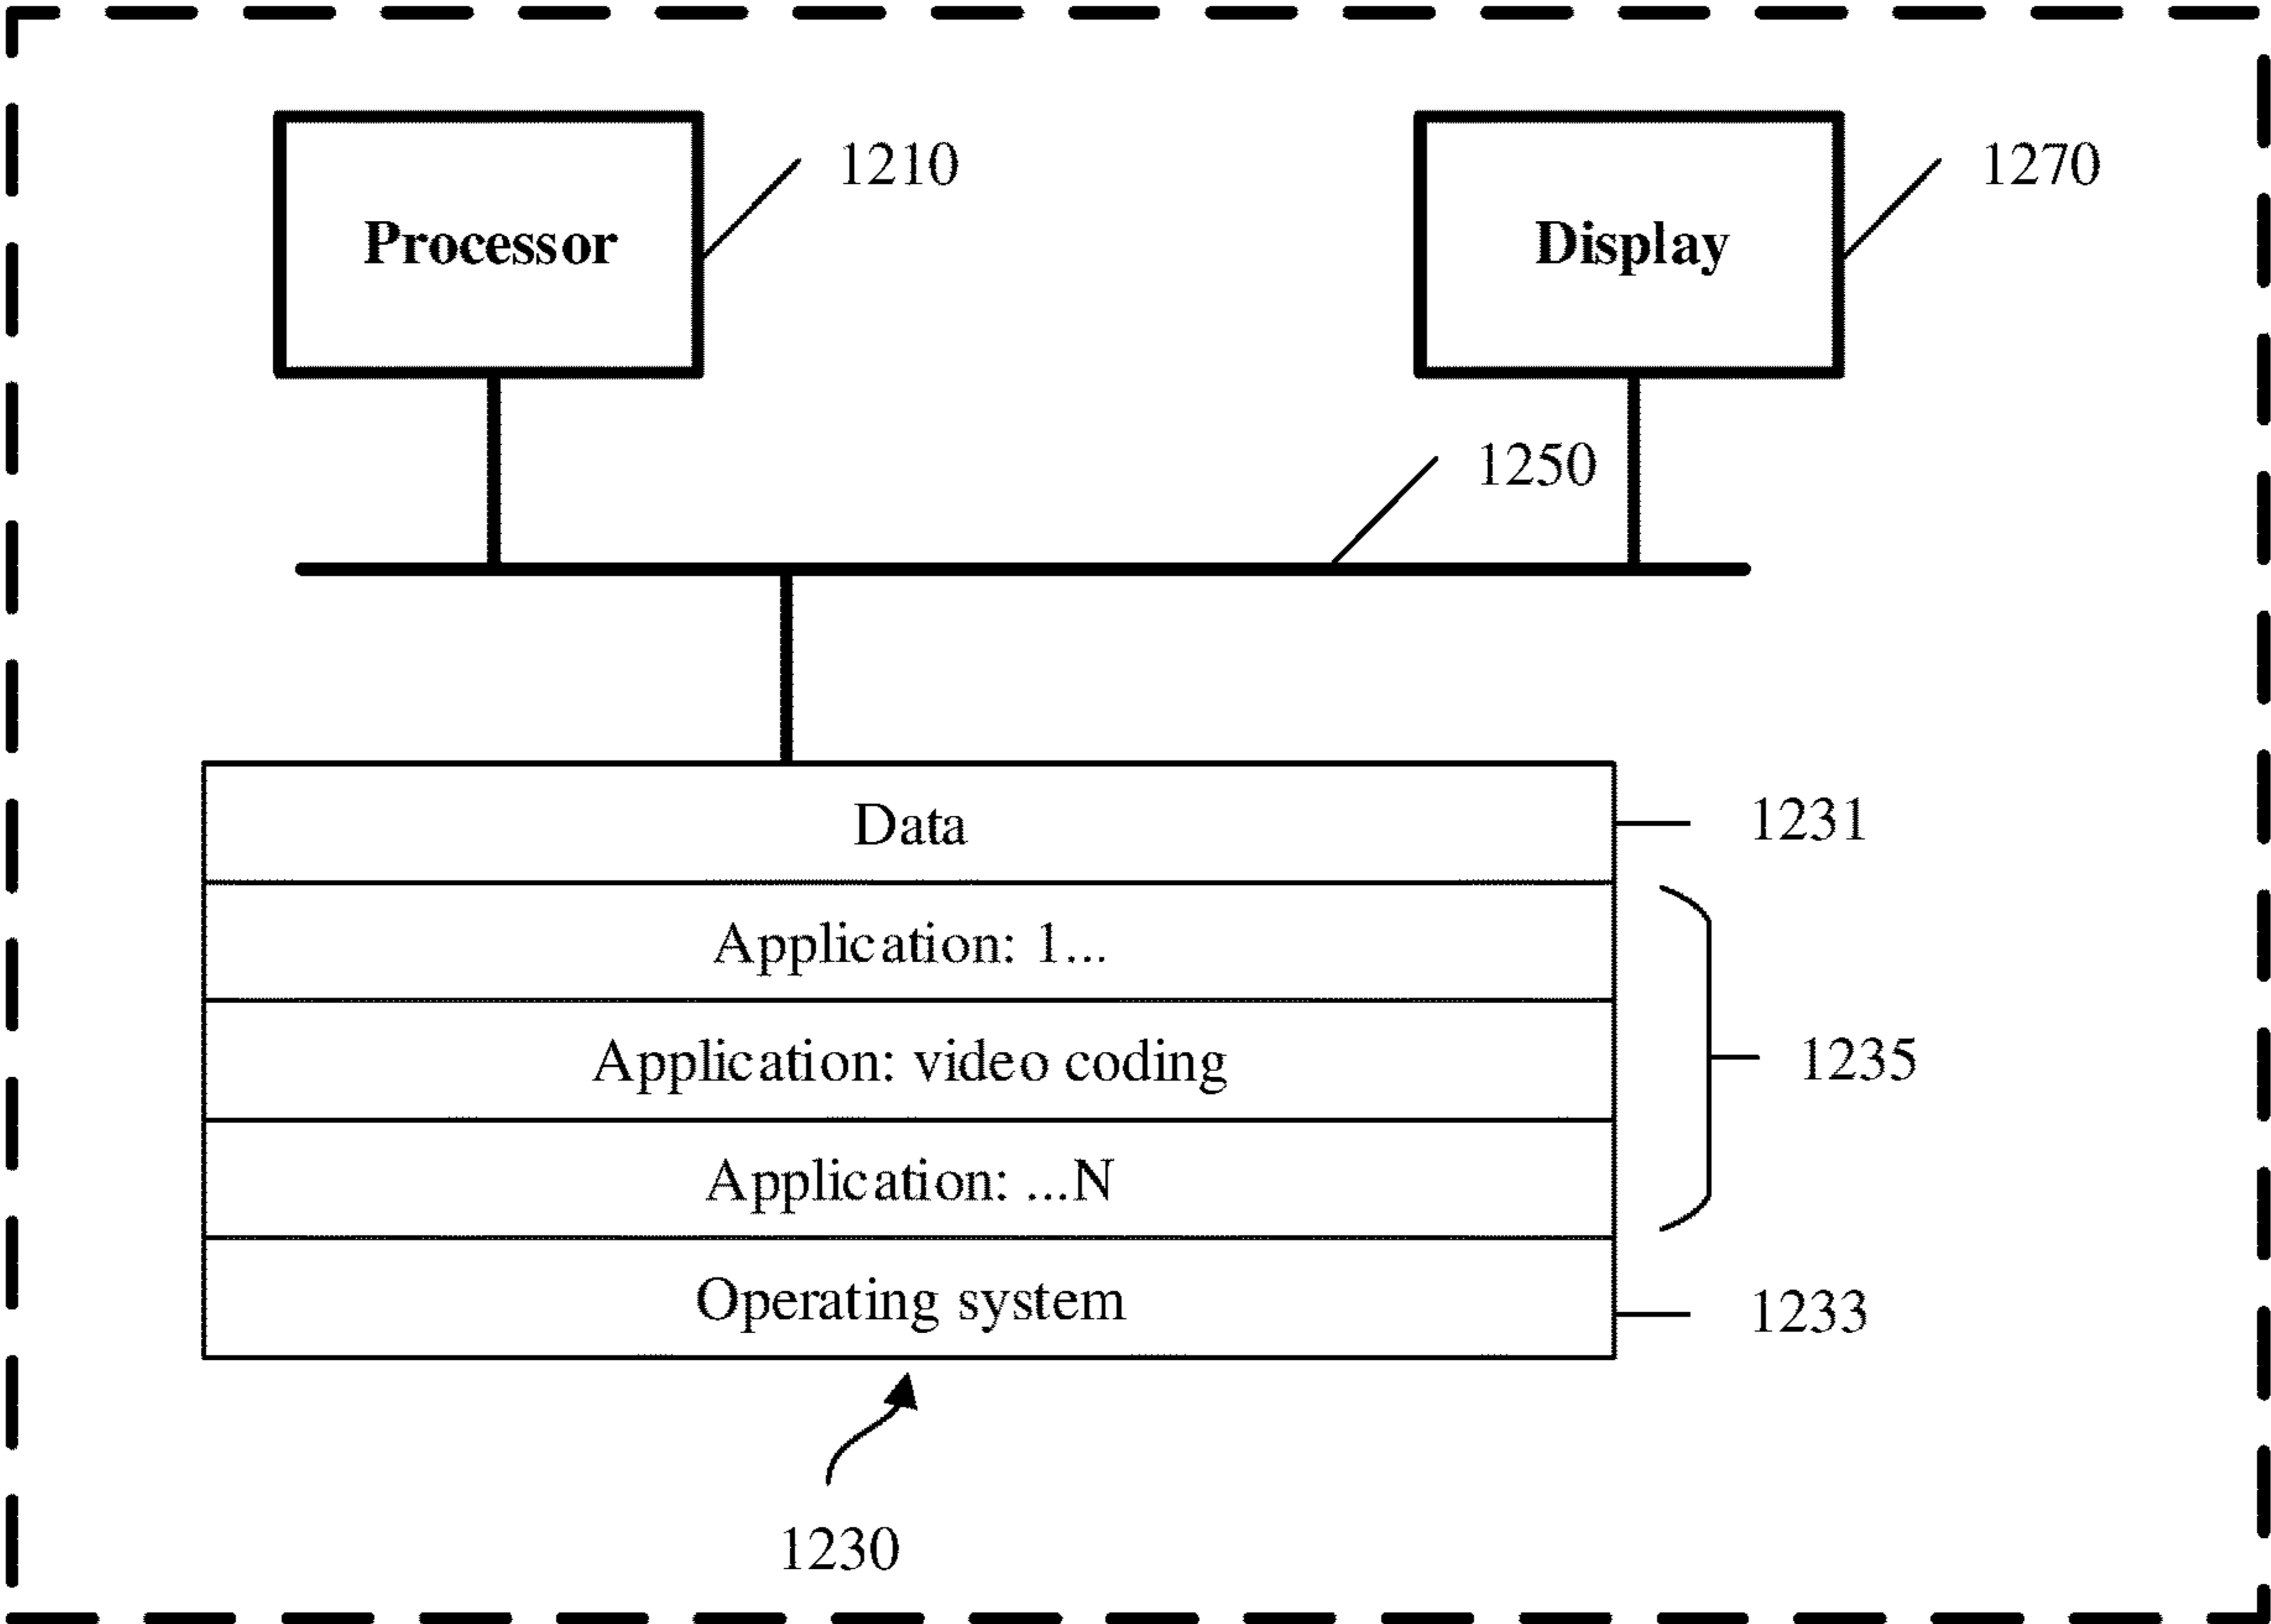 Processor
1210
Display
1270
1250
Data
1231
Application: 1...
Application: video coding
1235
Application: ...N
Operating system
1233
1230